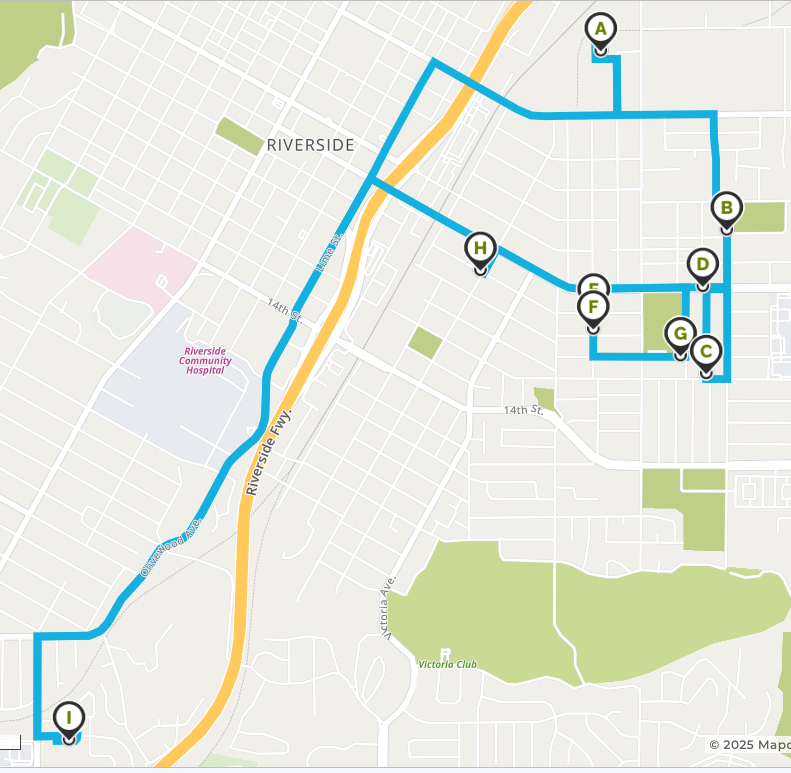 A
RIVERSIDE
B
Lime St.
H
D
E
F
14th St.
G
C
Riverside
Community
Hospital
14th St.
Riverside Fwy.
Olivewood Ave.
Victoria Ave.
Victoria Club
I
© 2025 Mapq